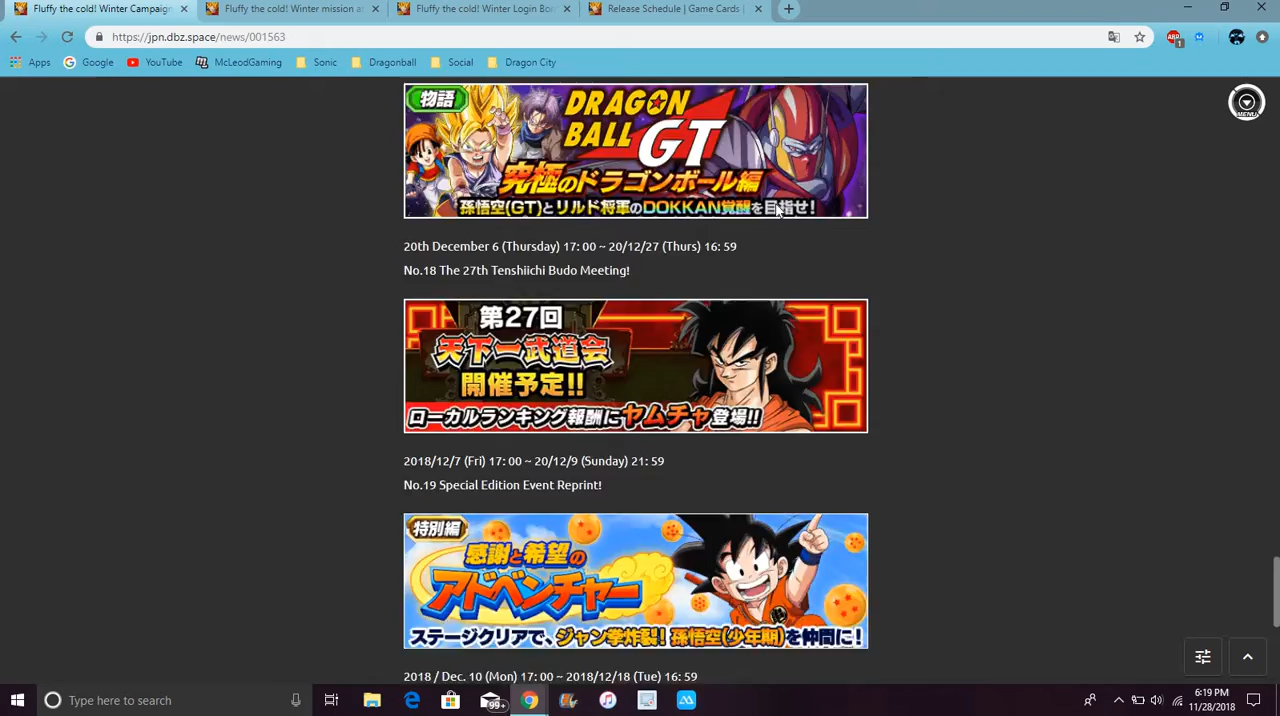 Fluffy the cold! Winter Campaign
Fluffy the cold! Winter mission at
Fluffy the cold! Winter Login Bon
Release Schedule | Game Cards |
https://jpn.dbz.space/news/001563
Apps
Google
YouTube
McLeodGaming
Sonic
Dragonball
Social
Dragon City
ABP
1
MENU
物語
DRAGON
BALL
GT
究極のドラゴンボール編
孫悟空(GT)とリルド将軍のDOKKAN覚醒を目指せ!
20th December 6 (Thursday) 17: 00 ~ 20/12/27 (Thurs) 16: 59
No.18 The 27th Tenshiichi Budo Meeting!
第27回
天下一武道会
開催予定!!
ローカルランキング報酬にヤムチャ登場!!
2018/12/7 (Fri) 17: 00 ~ 20/12/9 (Sunday) 21: 59
No.19 Special Edition Event Reprint!
特別編
感謝と希望の
アドベンチャー
ステージクリアで、ジャン拳炸裂!孫悟空(少年期)を仲間に!
2018 / Dec. 10 (Mon) 17: 00 ~ 2018/12/18 (Tue) 16: 59
Type here to search
99+
6:19 PM
11/28/2018